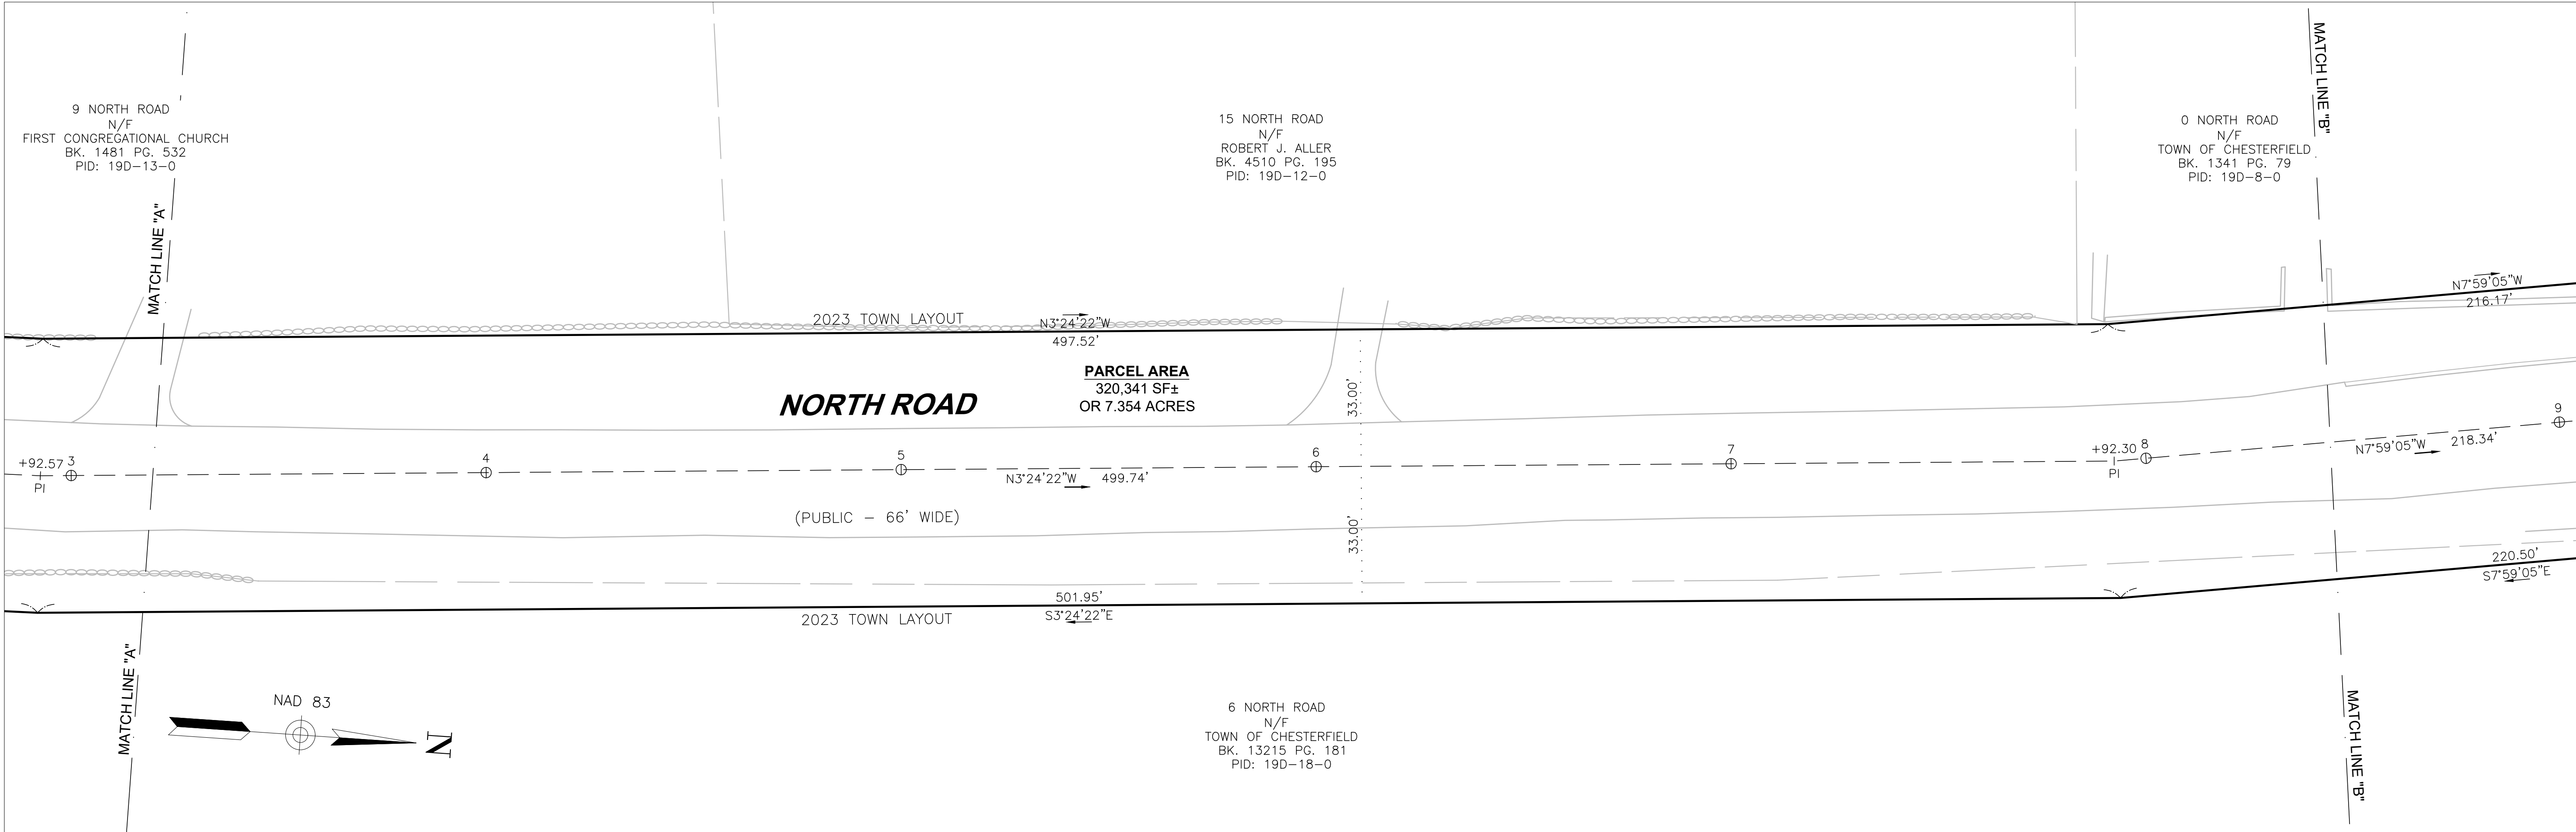 9 NORTH ROAD
N/F
FIRST CONGREGATIONAL CHURCH
BK. 1481 PG. 532
PID: 19D-13-0
MATCH LINE "A"
15 NORTH ROAD
N/F
ROBERT J. ALLER
BK. 4510 PG. 195
PID: 19D-12-0
0 NORTH ROAD
N/F
TOWN OF CHESTERFIELD
BK. 1341 PG. 79
PID: 19D-8-0
MATCH LINE "B"
N7°59'05"W
216.17'
2023 TOWN LAYOUT
N3°24'22"W
497.52'
PARCEL AREA
320,341 SF±
OR 7.354 ACRES
NORTH ROAD
33.00'
+92.57
PI
3
4
5
6
7
+92.30
PI
8
9
N3°24'22"W 499.74'
N7°59'05"W 218.34'
(PUBLIC - 66' WIDE)
33.00'
220.50'
S7°59'05"E
501.95'
S3°24'22"E
2023 TOWN LAYOUT
MATCH LINE "A"
NAD 83
N
6 NORTH ROAD
N/F
TOWN OF CHESTERFIELD
BK. 13215 PG. 181
PID: 19D-18-0
MATCH LINE "B"